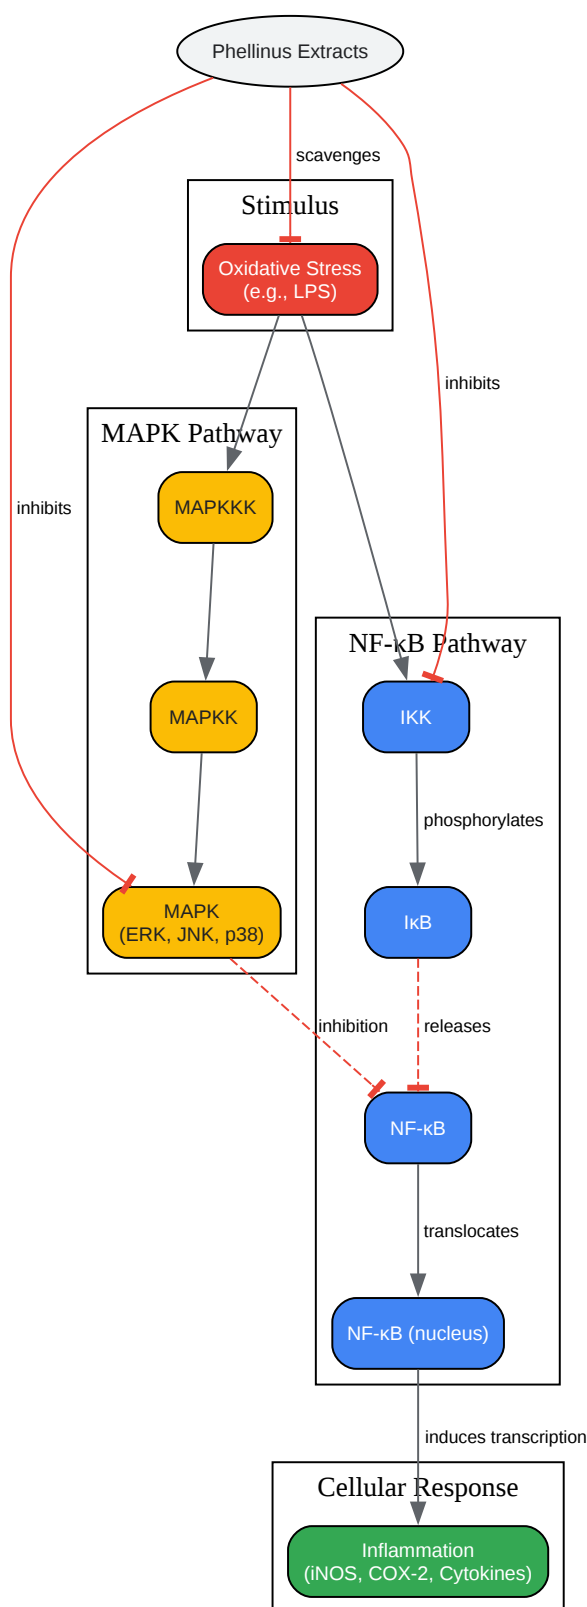 Phellinus Extracts
scavenges
Stimulus
Oxidative Stress
(e.g., LPS)
inhibits
MAPK Pathway
MAPKKK
inhibits
NF-κB Pathway
MAPKK
IKK
phosphorylates
MAPK
(ERK, JNK, p38)
IκB
inhibition
releases
NF-κB
translocates
NF-κB (nucleus)
induces transcription
Cellular Response
Inflammation
(iNOS, COX-2, Cytokines)